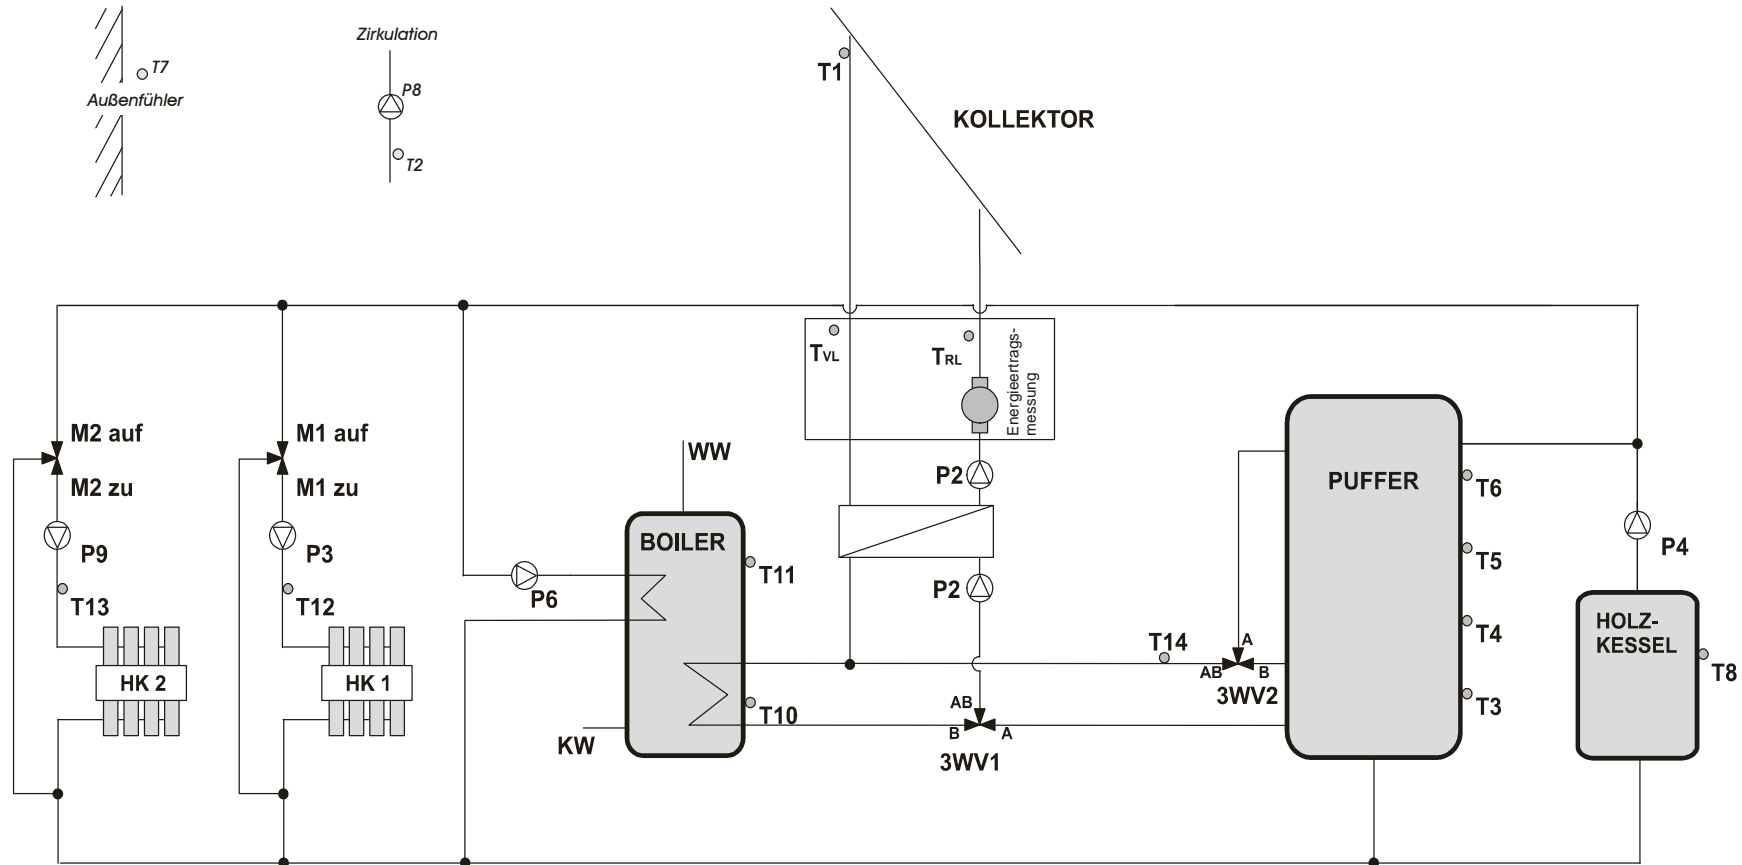 Zirkulation
T7
Außenfühler
P8
T2
T1
KOLLEKTOR
TVL
TRL
Energieertrags-
messung
M2 auf
M2 zu
P9
T13
HK 2
M1 auf
M1 zu
P3
T12
HK 1
WW
BOILER
T11
P6
T10
KW
P2
P2
AB
B
A
3WV1
T14
A
AB
B
3WV2
PUFFER
T6
T5
T4
T3
P4
HOLZ-
KESSEL
T8